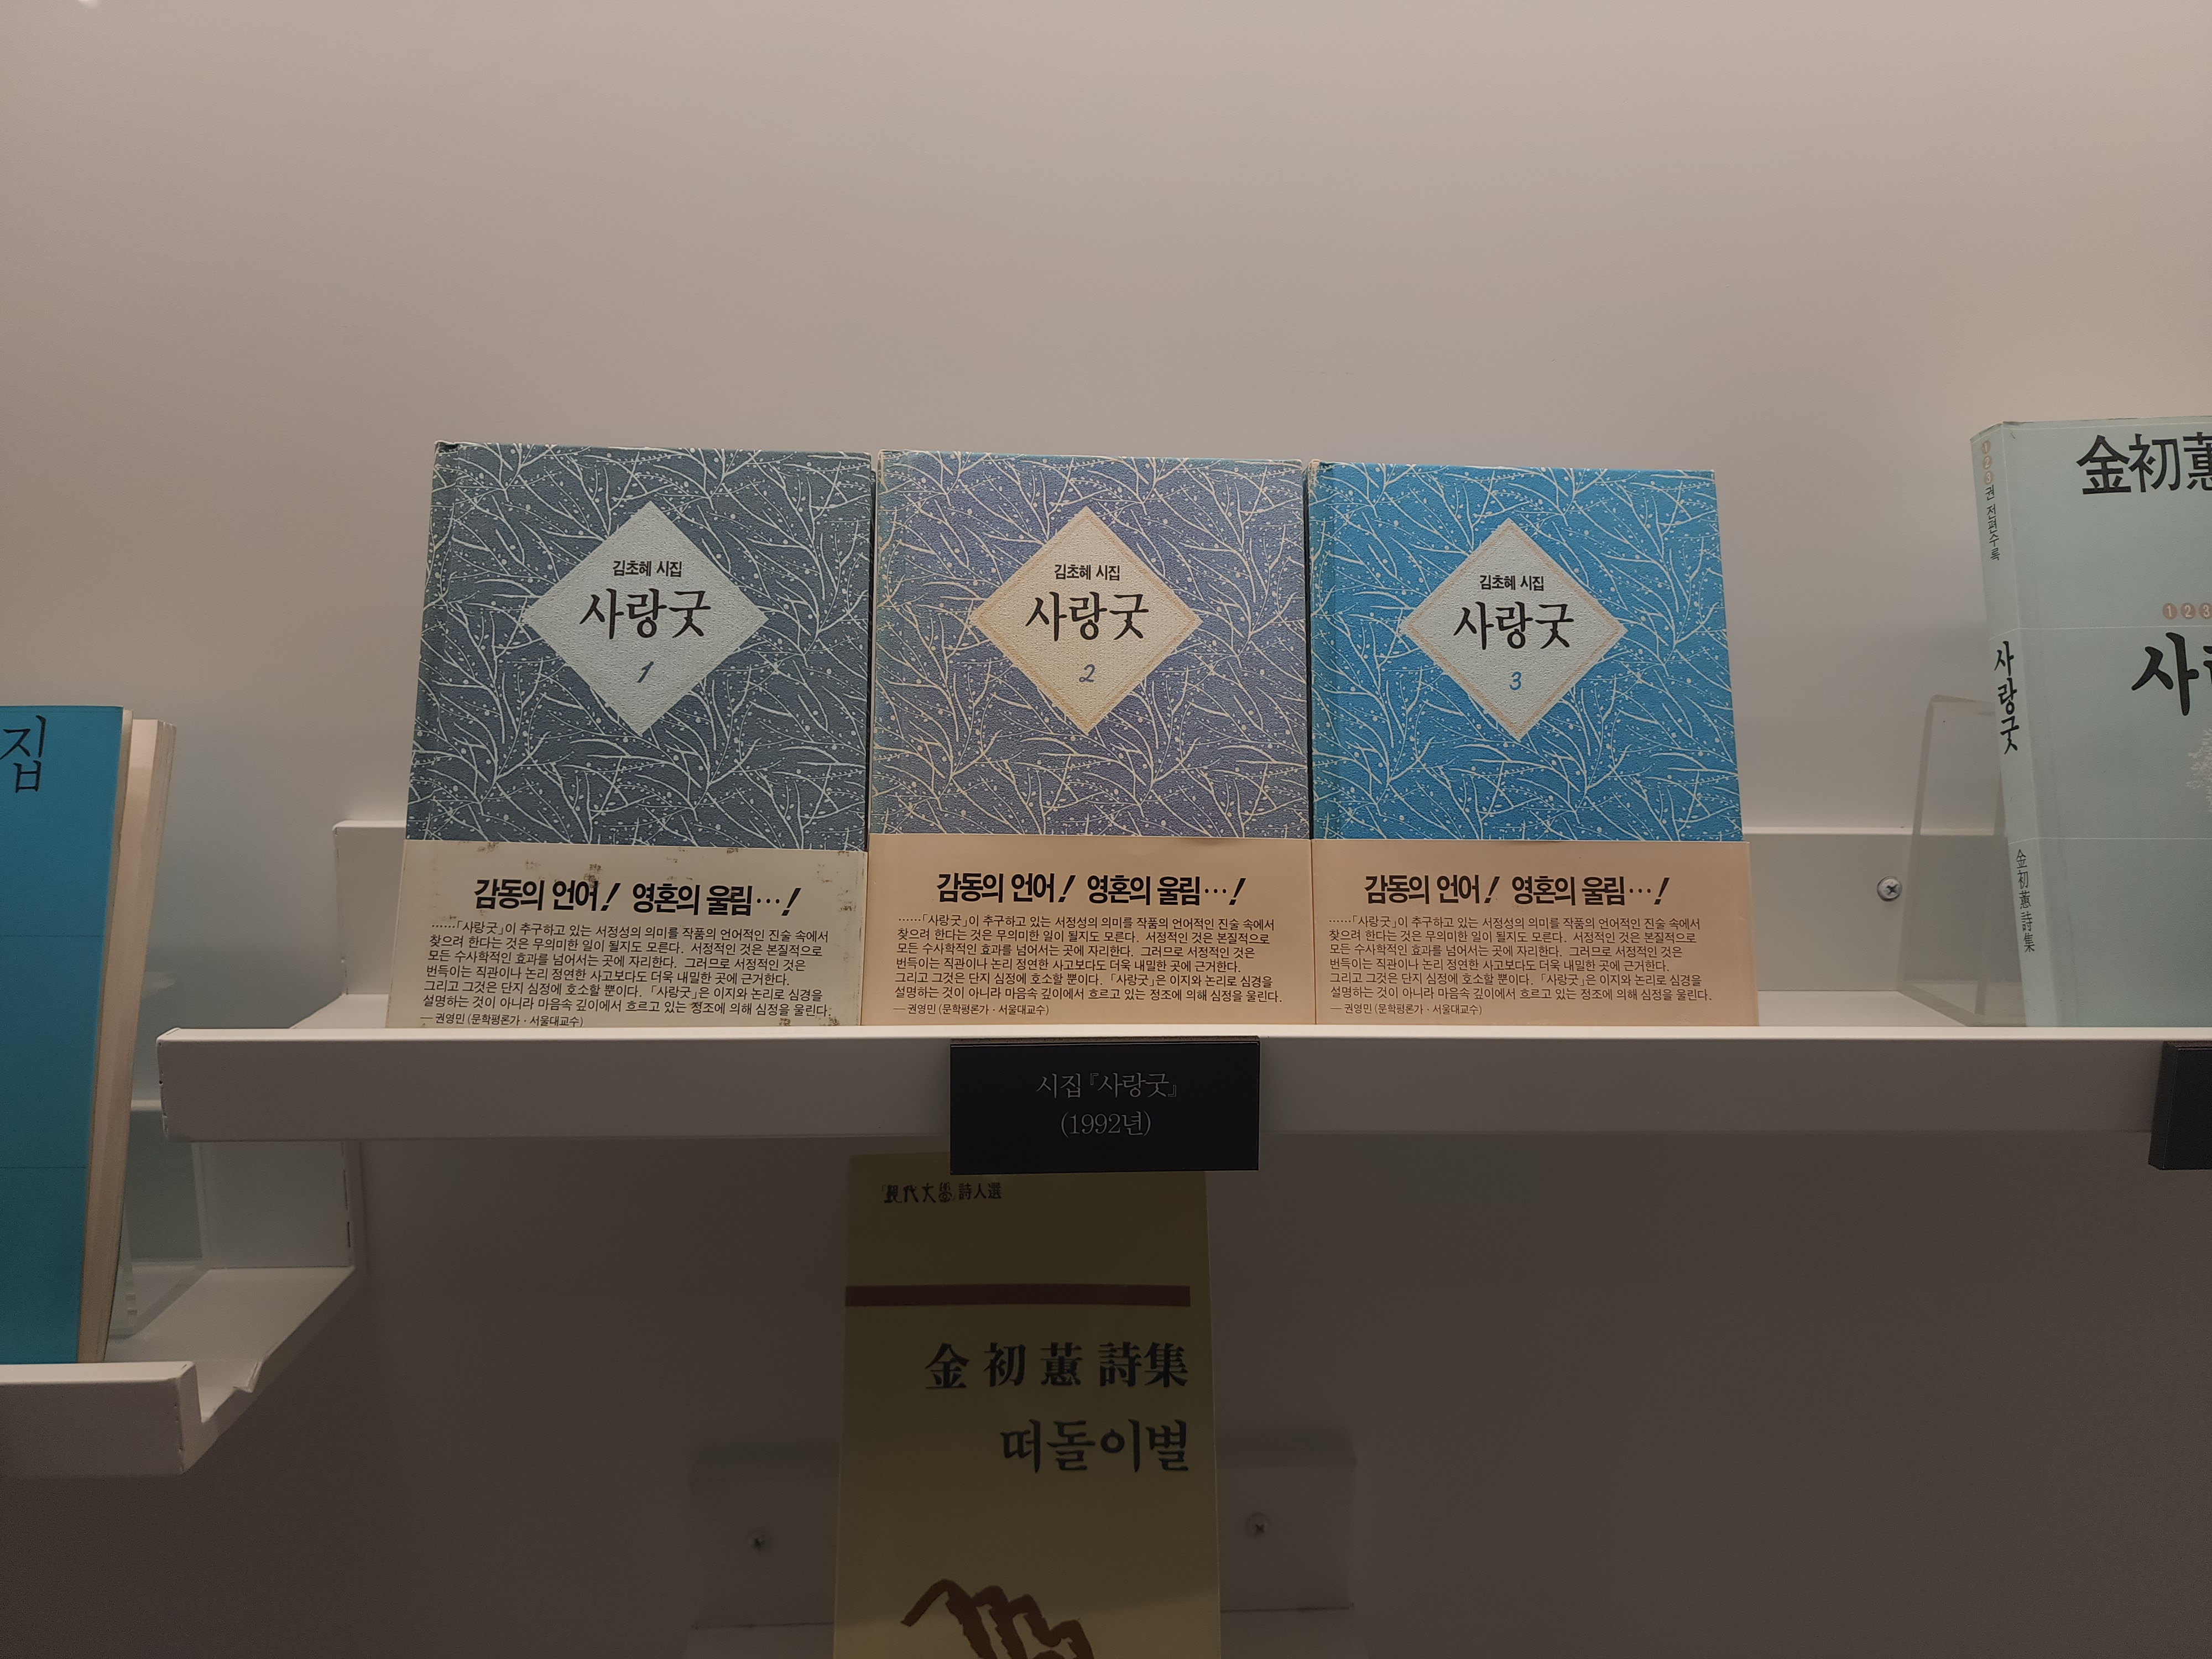 집
김초혜 시집
사랑굿
1
감동의 언어! 영혼의 울림…!
……「사랑굿」이 추구하고 있는 서정성의 의미를 작품의 언어적인 진술 속에서
찾으려 한다는 것은 무의미한 일이 될지도 모른다. 서정적인 것은 본질적으로
모든 수사학적인 효과를 넘어서는 곳에 자리한다. 그러므로 서정적인 것은
번득이는 직관이나 논리 정연한 사고보다도 더욱 내밀한 곳에 근거한다.
그리고 그것은 단지 심정에 호소할 뿐이다. 「사랑굿」은 이지와 논리로 심경을
설명하는 것이 아니라 마음속 깊이에서 흐르고 있는 정조에 의해 심정을 울린다.
— 권영민 (문학평론가 · 서울대교수)
김초혜 시집
사랑굿
2
감동의 언어! 영혼의 울림…!
……「사랑굿」이 추구하고 있는 서정성의 의미를 작품의 언어적인 진술 속에서
찾으려 한다는 것은 무의미한 일이 될지도 모른다. 서정적인 것은 본질적으로
모든 수사학적인 효과를 넘어서는 곳에 자리한다. 그러므로 서정적인 것은
번득이는 직관이나 논리 정연한 사고보다도 더욱 내밀한 곳에 근거한다.
그리고 그것은 단지 심정에 호소할 뿐이다. 「사랑굿」은 이지와 논리로 심경을
설명하는 것이 아니라 마음속 깊이에서 흐르고 있는 정조에 의해 심정을 울린다.
— 권영민 (문학평론가 · 서울대교수)
김초혜 시집
사랑굿
3
감동의 언어! 영혼의 울림…!
……「사랑굿」이 추구하고 있는 서정성의 의미를 작품의 언어적인 진술 속에서
찾으려 한다는 것은 무의미한 일이 될지도 모른다. 서정적인 것은 본질적으로
모든 수사학적인 효과를 넘어서는 곳에 자리한다. 그러므로 서정적인 것은
번득이는 직관이나 논리 정연한 사고보다도 더욱 내밀한 곳에 근거한다.
그리고 그것은 단지 심정에 호소할 뿐이다. 「사랑굿」은 이지와 논리로 심경을
설명하는 것이 아니라 마음속 깊이에서 흐르고 있는 정조에 의해 심정을 울린다.
— 권영민 (문학평론가 · 서울대교수)
123권 전편수록
사랑굿
金初蕙詩集
金初蕙
123
사랑
시집『사랑굿』
(1992년)
現代文學 詩人選
金初蕙 詩集
떠돌이별